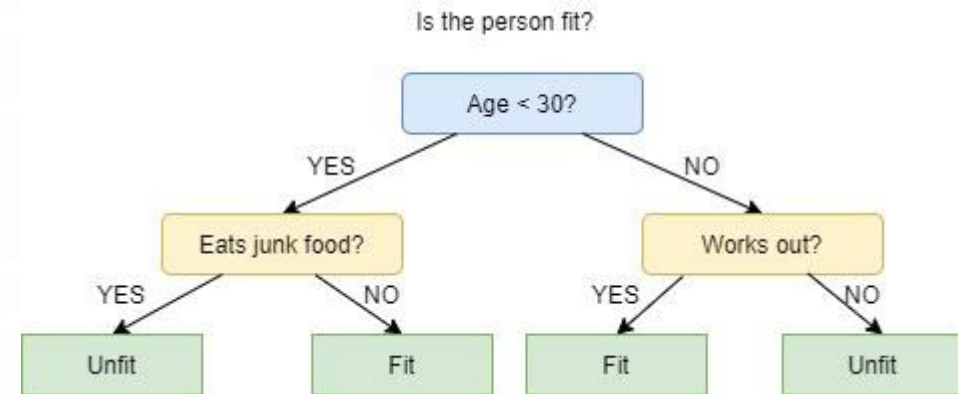 Is the person fit?
Age < 30?
YES
NO
Eats junk food?
Works out?
YES
NO
YES
NO
Unfit
Fit
Fit
Unfit